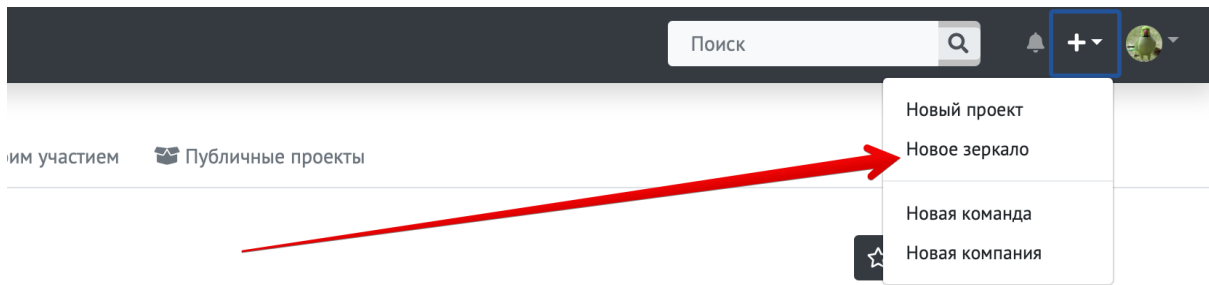 Поиск
Новый проект
им участием
Публичные проекты
Новое зеркало
Новая команда
Новая компания